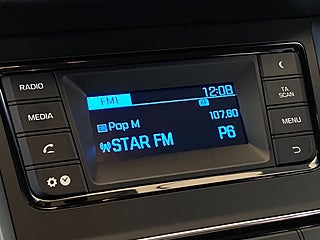 RADIO
MEDIA
12:08
FM1
107.80
Pop M
STAR FM
P6
TA
SCAN
MENU